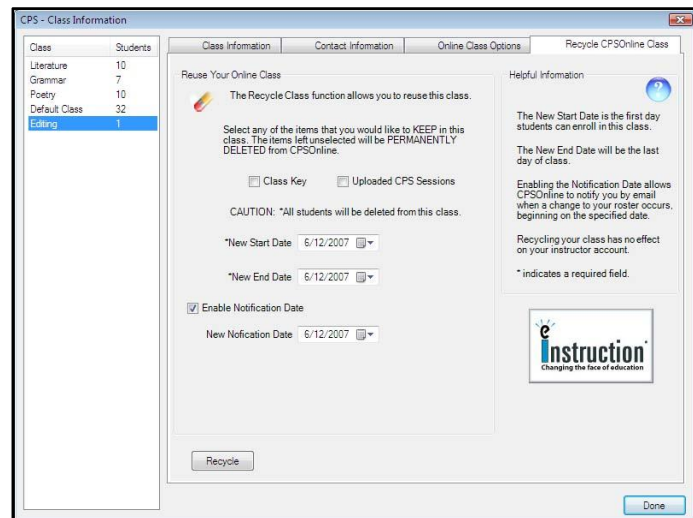 CPS - Class Information
Class Students
Literature 10
Grammar 7
Poetry 10
Default Class 32
Editing 1
Class Information Contact Information Online Class Options Recycle CPSOnline Class
Reuse Your Online Class
The Recycle Class function allows you to reuse this class.
Select any of the items that you would like to KEEP in this
class. The items left unselected will be PERMANENTLY
DELETED from CPSOnline.
Class Key Uploaded CPS Sessions
CAUTION: *All students will be deleted from this class.
*New Start Date 6/12/2007
*New End Date 6/12/2007
Enable Notification Date
New Nofication Date 6/12/2007
Recycle
Helpful Information
The New Start Date is the first day
students can enroll in this class.
The New End Date will be the last
day of class.
Enabling the Notification Date allows
CPSOnline to notify you by email
when a change to your roster occurs,
beginning on the specified date.
Recycling your class has no effect
on your instructor account.
* indicates a required field.
e
instruction
Changing the face of education
Done